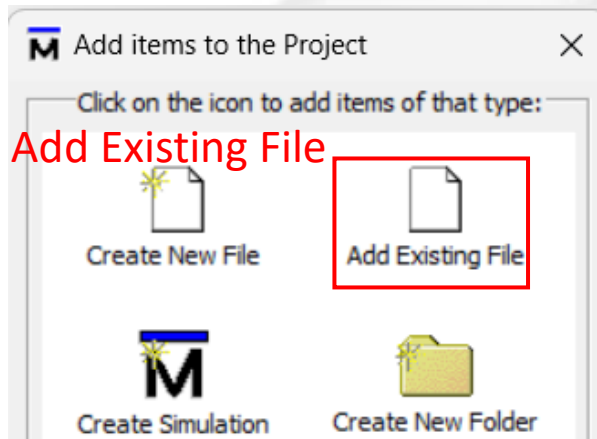 Add items to the Project
Click on the icon to add items of that type:
Add Existing File
Create New File
Add Existing File
Create Simulation
Create New Folder